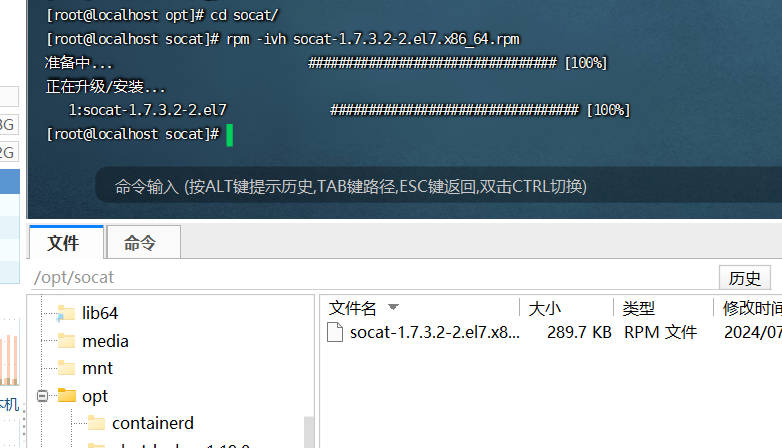 [root@localhost opt]# cd socat/
[root@localhost socat]# rpm -ivh socat-1.7.3.2-2.el7.x86_64.rpm
准备中... ################################# [100%]
正在升级/安装...
1:socat-1.7.3.2-2.el7 ################################# [100%]
[root@localhost socat]#
命令输入 (按ALT键提示历史,TAB键路径,ESC键返回,双击CTRL切换)
文件 命令
/opt/socat 历史
文件名 大小 类型 修改时间
lib64
socat-1.7.3.2-2.el7.x8... 289.7 KB RPM 文件 2024/07
media
mnt
opt
本机
containerd